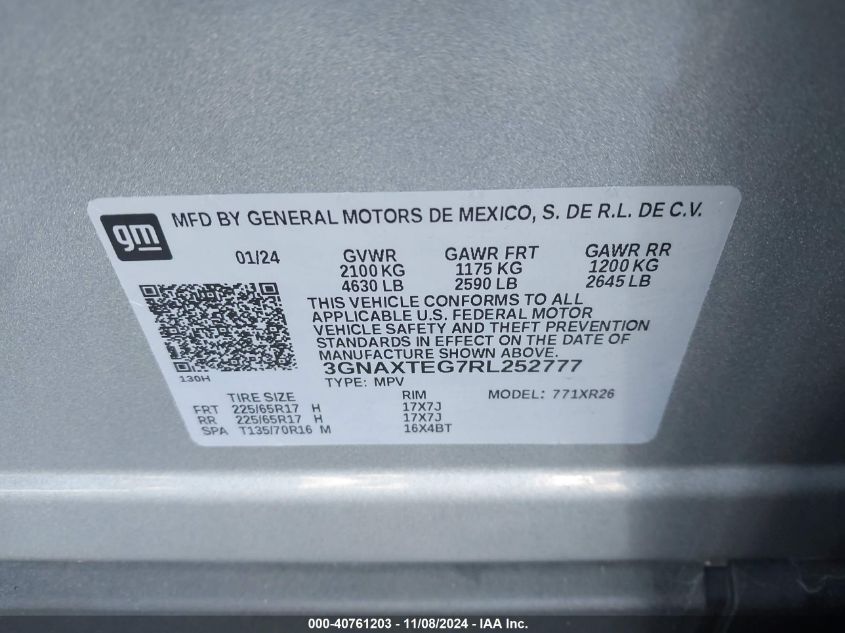 gm
MFD BY GENERAL MOTORS DE MEXICO, S. DE R.L. DE C.V.
01/24 GVWR GAWR FRT GAWR RR
2100 KG 1175 KG 1200 KG
4630 LB 2590 LB 2645 LB
THIS VEHICLE CONFORMS TO ALL
APPLICABLE U.S. FEDERAL MOTOR
VEHICLE SAFETY AND THEFT PREVENTION
STANDARDS IN EFFECT ON THE DATE OF
MANUFACTURE SHOWN ABOVE.
3GNAXTEG7RL252777
130H TYPE: MPV
TIRE SIZE RIM MODEL: 771XR26
FRT 225/65R17 H 17X7J
RR 225/65R17 H 17X7J
SPA T135/70R16 M 16X4BT
000-40761203 - 11/08/2024 - IAA Inc.